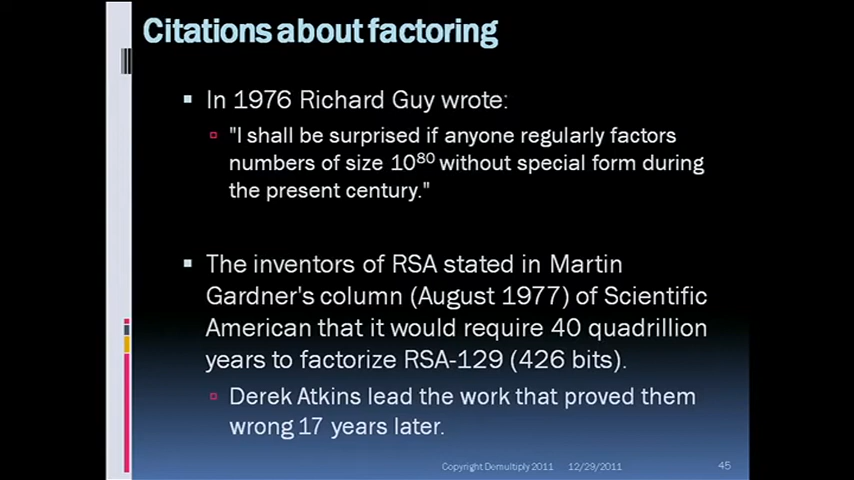 Citations about factoring
In 1976 Richard Guy wrote:
"I shall be surprised if anyone regularly factors
numbers of size 10⁸⁰ without special form during
the present century."
The inventors of RSA stated in Martin
Gardner's column (August 1977) of Scientific
American that it would require 40 quadrillion
years to factorize RSA-129 (426 bits).
Derek Atkins lead the work that proved them
wrong 17 years later.
Copyright Demultiply 2011 12/29/2011 45